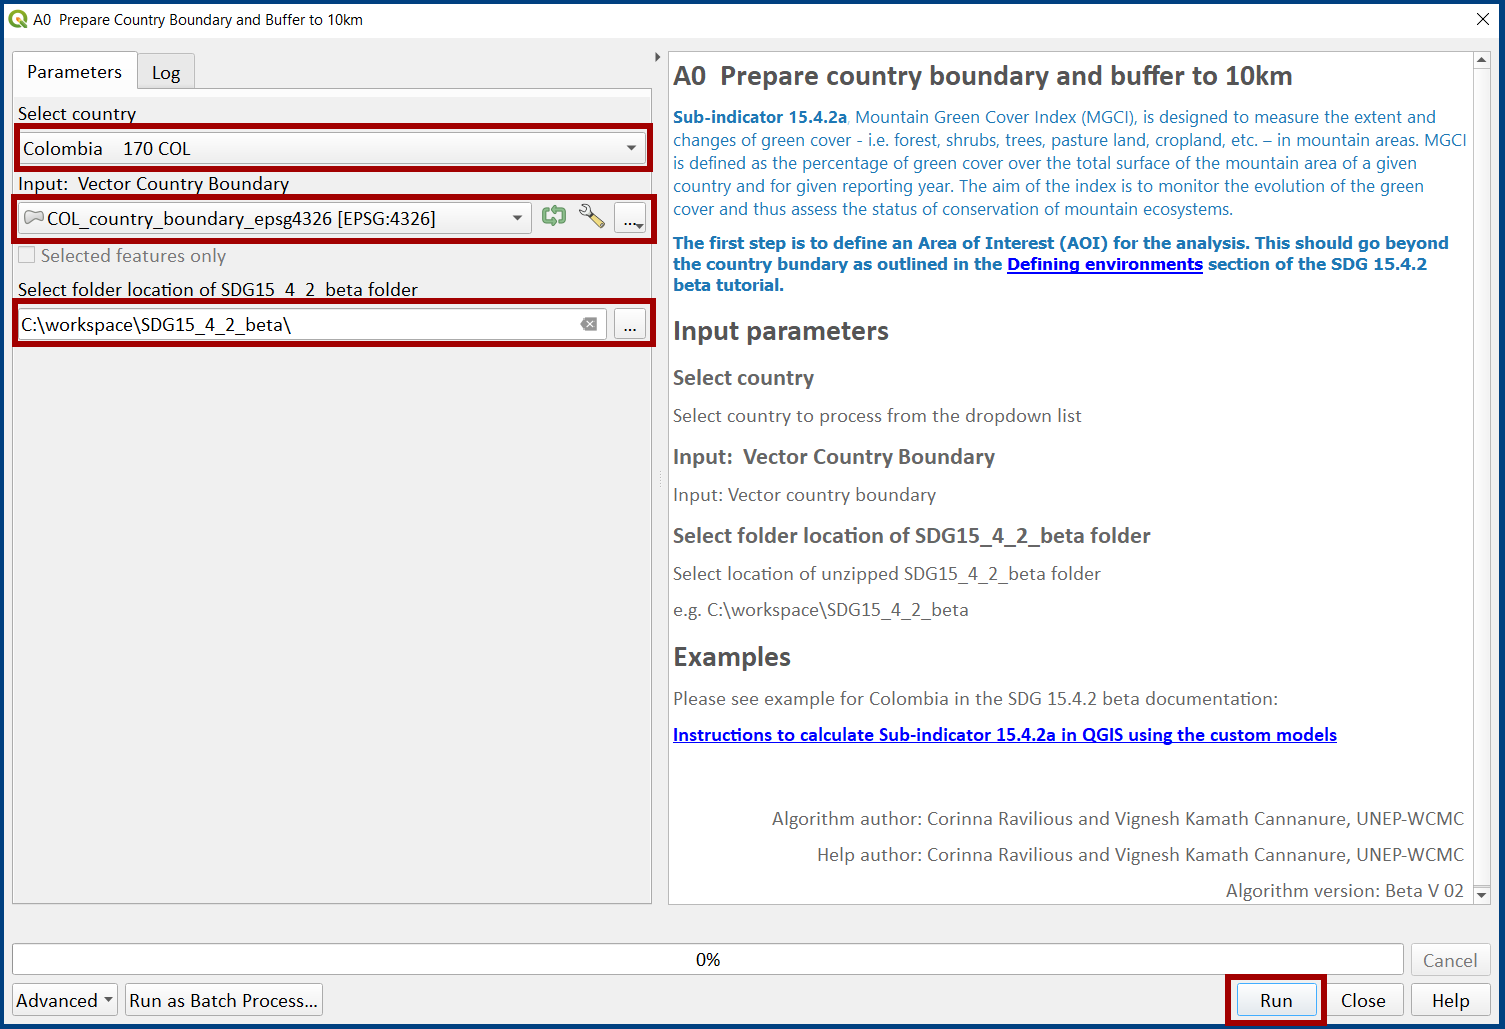 A0  Prepare Country Boundary and Buffer to 10km
Parameters
Log
Select country
Colombia    170 COL
Input:  Vector Country Boundary
COL_country_boundary_epsg4326 [EPSG:4326]
...
Selected features only
Select folder location of SDG15_4_2_beta folder
C:\workspace\SDG15_4_2_beta\
...
A0  Prepare country boundary and buffer to 10km
Sub-indicator 15.4.2a, Mountain Green Cover Index (MGCI), is designed to measure the extent and
changes of green cover - i.e. forest, shrubs, trees, pasture land, cropland, etc. – in mountain areas. MGCI
is defined as the percentage of green cover over the total surface of the mountain area of a given
country and for given reporting year. The aim of the index is to monitor the evolution of the green
cover and thus assess the status of conservation of mountain ecosystems.
The first step is to define an Area of Interest (AOI) for the analysis. This should go beyond
the country bundary as outlined in the Defining environments section of the SDG 15.4.2
beta tutorial.
Input parameters
Select country
Select country to process from the dropdown list
Input:  Vector Country Boundary
Input: Vector country boundary
Select folder location of SDG15_4_2_beta folder
Select location of unzipped SDG15_4_2_beta folder
e.g. C:\workspace\SDG15_4_2_beta
Examples
Please see example for Colombia in the SDG 15.4.2 beta documentation:
Instructions to calculate Sub-indicator 15.4.2a in QGIS using the custom models
Algorithm author: Corinna Ravilious and Vignesh Kamath Cannanure, UNEP-WCMC
Help author: Corinna Ravilious and Vignesh Kamath Cannanure, UNEP-WCMC
Algorithm version: Beta V 02
0%
Cancel
Advanced
Run as Batch Process...
Run
Close
Help